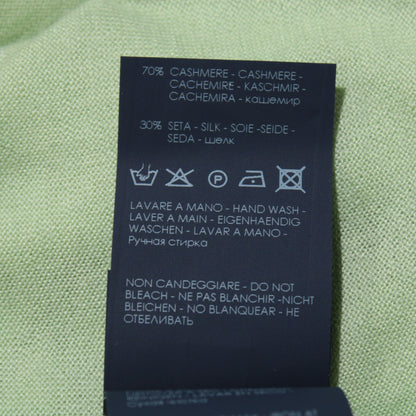 70% CASHMERE - CASHMERE -
CACHEMIRE - KASCHMIR -
CACHEMIRA - кашемир
30% SETA - SILK - SOIE -SEIDE -
SEDA - шелк
P
LAVARE A MANO - HAND WASH -
LAVER A MAIN - EIGENHAENDIG
WASCHEN - LAVAR A MANO -
Ручная стирка
NON CANDEGGIARE - DO NOT
BLEACH - NE PAS BLANCHIR -NICHT
BLEICHEN - NO BLANQUEAR - НЕ
ОТБЕЛИВАТЬ